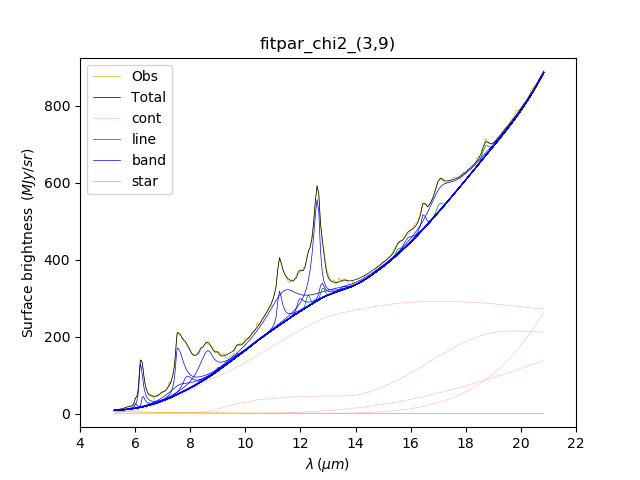 fitpar_chi2_(3,9)
Obs
Total
cont
line
band
star
Surface brightness (MJy/sr)
800
600
400
200
0
4 6 8 10 12 14 16 18 20 22
λ (μm)